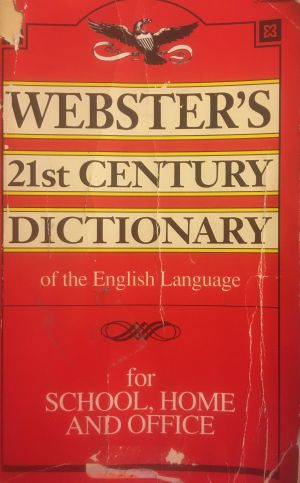 WEBSTER'S
21st CENTURY
DICTIONARY
of the English Language
for
SCHOOL, HOME
AND OFFICE